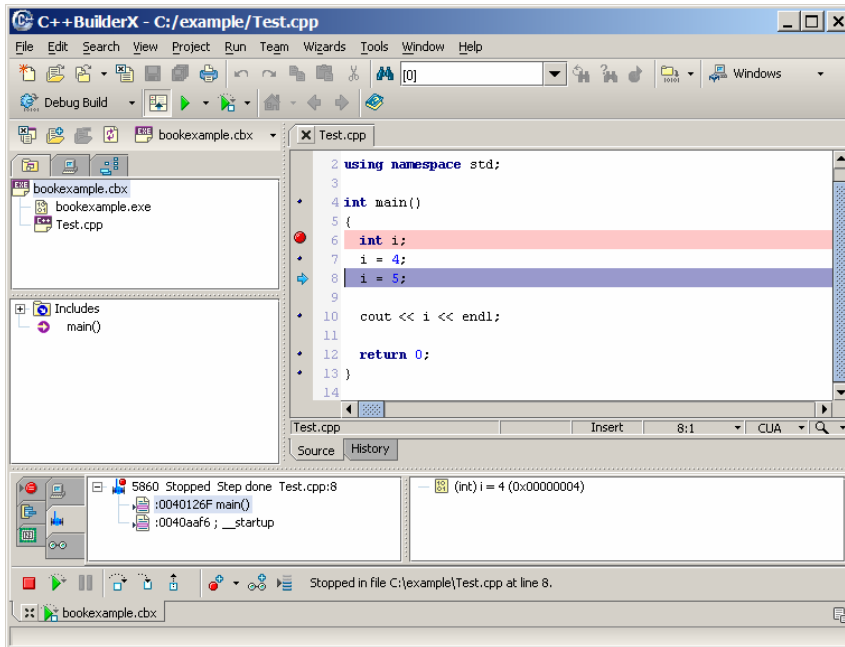 C++BuilderX - C:/example/Test.cpp
File Edit Search View Project Run Team Wizards Tools Window Help
[0]
Windows
Debug Build
bookexample.cbx
Test.cpp
bookexample.cbx
bookexample.exe
Test.cpp
Includes
main()
2 using namespace std;
3
4 int main()
5 {
6 int i;
7 i = 4;
8 i = 5;
9
10 cout << i << endl;
11
12 return 0;
13 }
14
Test.cpp Insert 8:1 CUA
Source History
5860 Stopped Step done Test.cpp:8
:0040126F main()
:0040aaf6 ; __startup
(int) i = 4 (0x00000004)
Stopped in file C:\example\Test.cpp at line 8.
bookexample.cbx